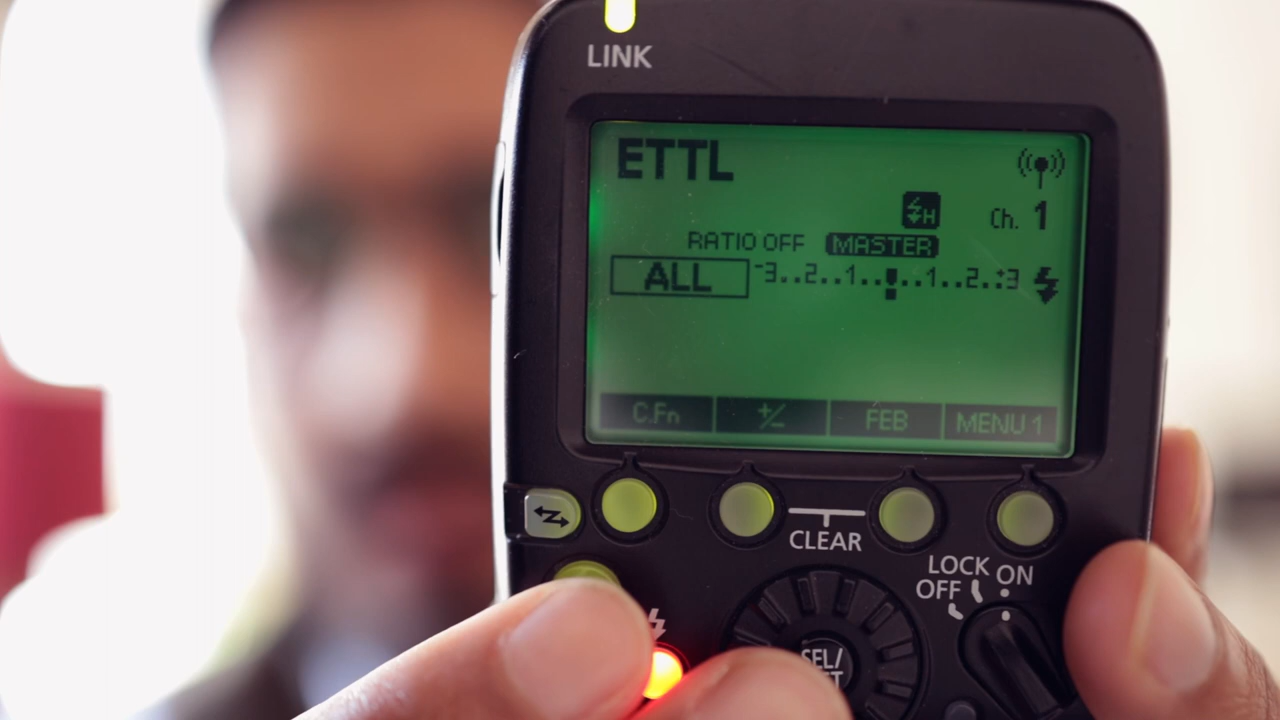 LINK
ETTL
H
Ch. 1
RATIO OFF MASTER
ALL -3..2..1..▮..1..2..+3
C.Fn +/- FEB MENU 1
CLEAR
LOCK ON
OFF
SEL/